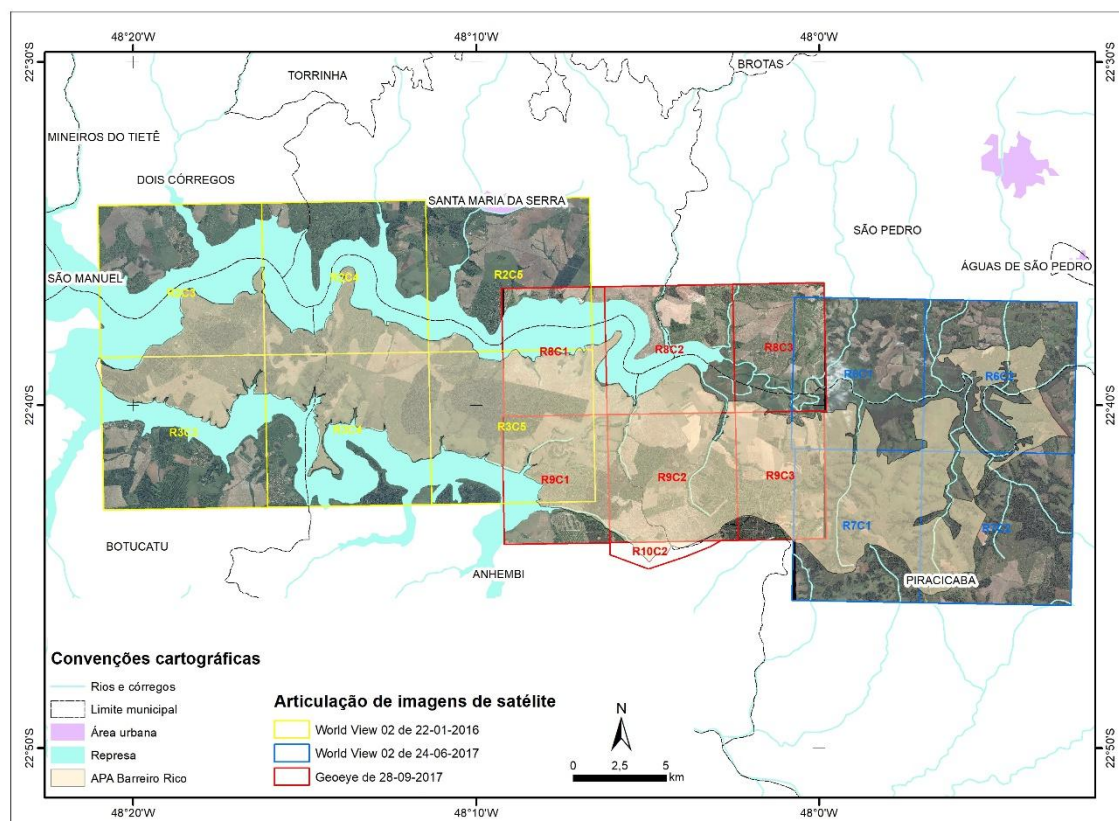 48°20'W 48°10'W 48°0'W
22°30'S 22°30'S
BROTAS
TORRINHA
MINEIROS DO TIETÊ
DOIS CÓRREGOS
SANTA MARIA DA SERRA
SÃO PEDRO
ÁGUAS DE SÃO PEDRO
SÃO MANUEL
R2C5
R8C1
R8C2
R8C3
22°40'S 22°40'S
R3C5
R9C1
R9C2
R9C3
R7C1
BOTUCATU
R10C2
ANHEMBI
PIRACICABA
Convenções cartográficas
Rios e córregos
Limite municipal
Área urbana
Represa
APA Barreiro Rico
Articulação de imagens de satélite
World View 02 de 22-01-2016
World View 02 de 24-06-2017
Geoeye de 28-09-2017
N
0 2,5 5
km
22°50'S 22°50'S
48°20'W 48°10'W 48°0'W